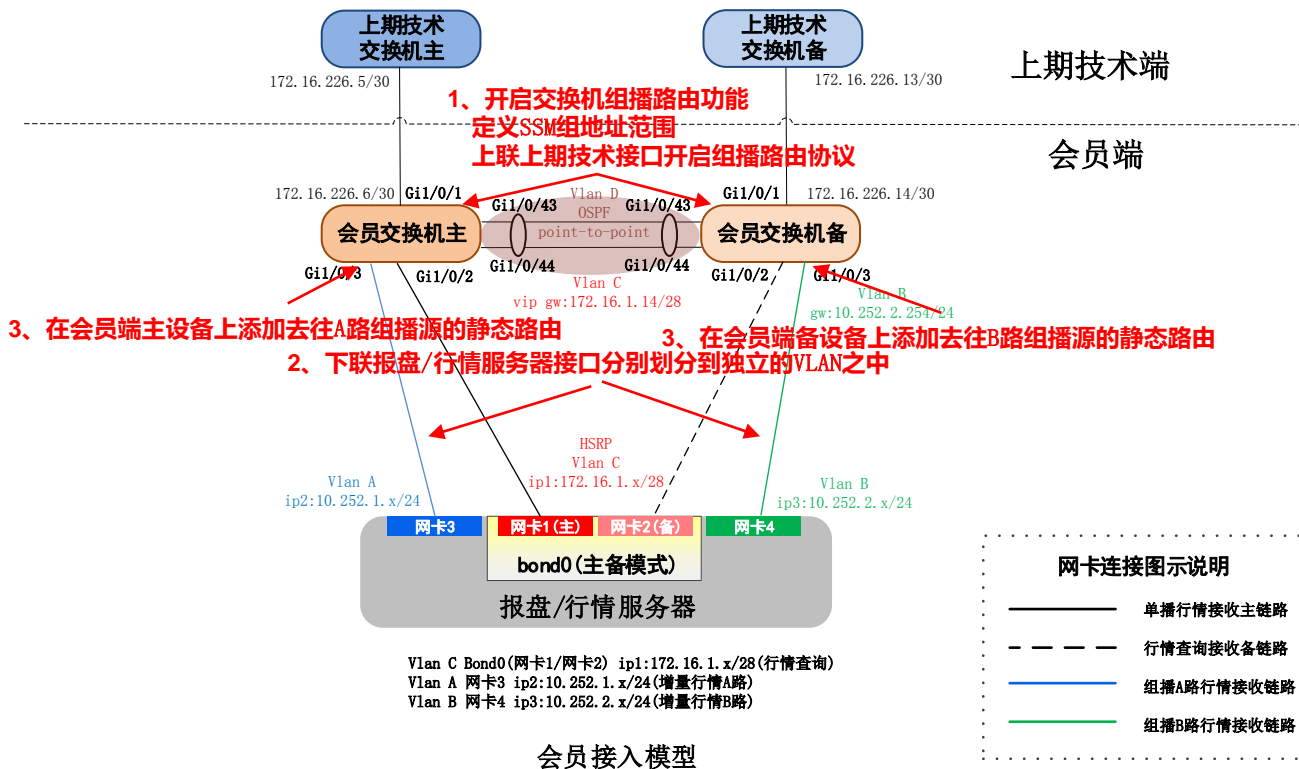 上期技术
交换机主
上期技术
交换机备
上期技术端
172.16.226.5/30
172.16.226.13/30
1、开启交换机组播路由功能
定义SSM组地址范围
上联上期技术接口开启组播路由协议
会员端
172.16.226.6/30
Gi1/0/1
Gi1/0/1
172.16.226.14/30
Vlan D
OSPF
point-to-point
Gi1/0/43
Gi1/0/43
会员交换机主
会员交换机备
Gi1/0/44
Gi1/0/44
Gi1/0/3
Gi1/0/2
Gi1/0/2
Gi1/0/3
Vlan C
vip gw:172.16.1.14/28
Vlan B
gw:10.252.2.254/24
3、在会员端主设备上添加去往A路组播源的静态路由
3、在会员端备设备上添加去往B路组播源的静态路由
2、下联报盘/行情服务器接口分别划分到独立的VLAN之中
HSRP
Vlan C
ip1:172.16.1.x/28
Vlan A
ip2:10.252.1.x/24
Vlan B
ip3:10.252.2.x/24
网卡3
网卡1(主)
网卡2(备)
网卡4
bond0(主备模式)
报盘/行情服务器
网卡连接图示说明
单播行情接收主链路
行情查询接收备链路
组播A路行情接收链路
组播B路行情接收链路
Vlan C Bond0(网卡1/网卡2) ip1:172.16.1.x/28(行情查询)
Vlan A 网卡3 ip2:10.252.1.x/24(增量行情A路)
Vlan B 网卡4 ip3:10.252.2.x/24(增量行情B路)
会员接入模型